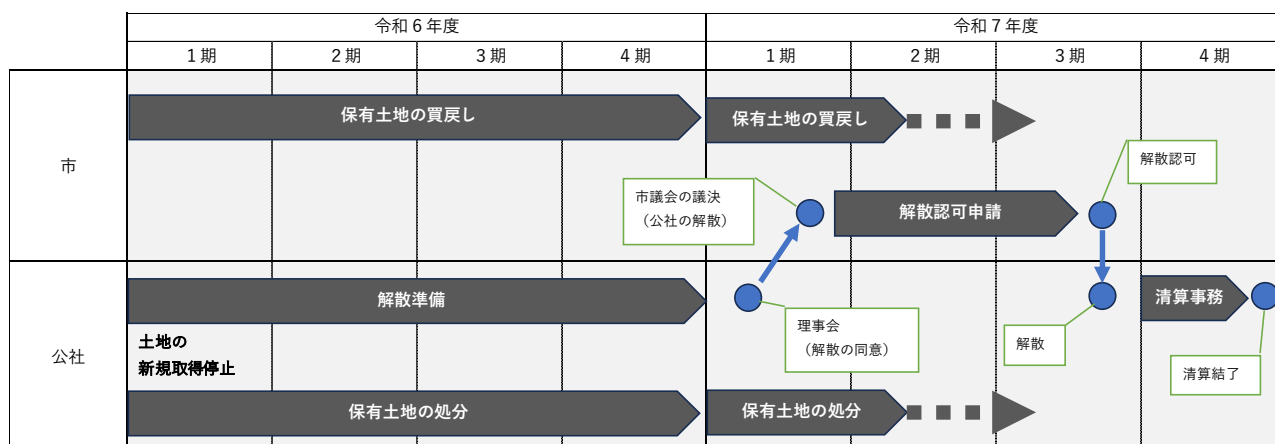 令和６年度
令和７年度
１期
２期
３期
４期
１期
２期
３期
４期
市
保有土地の買戻し
保有土地の買戻し
解散認可
市議会の議決
（公社の解散）
解散認可申請
公社
解散準備
清算事務
土地の
新規取得停止
理事会
（解散の同意）
解散
清算結了
保有土地の処分
保有土地の処分